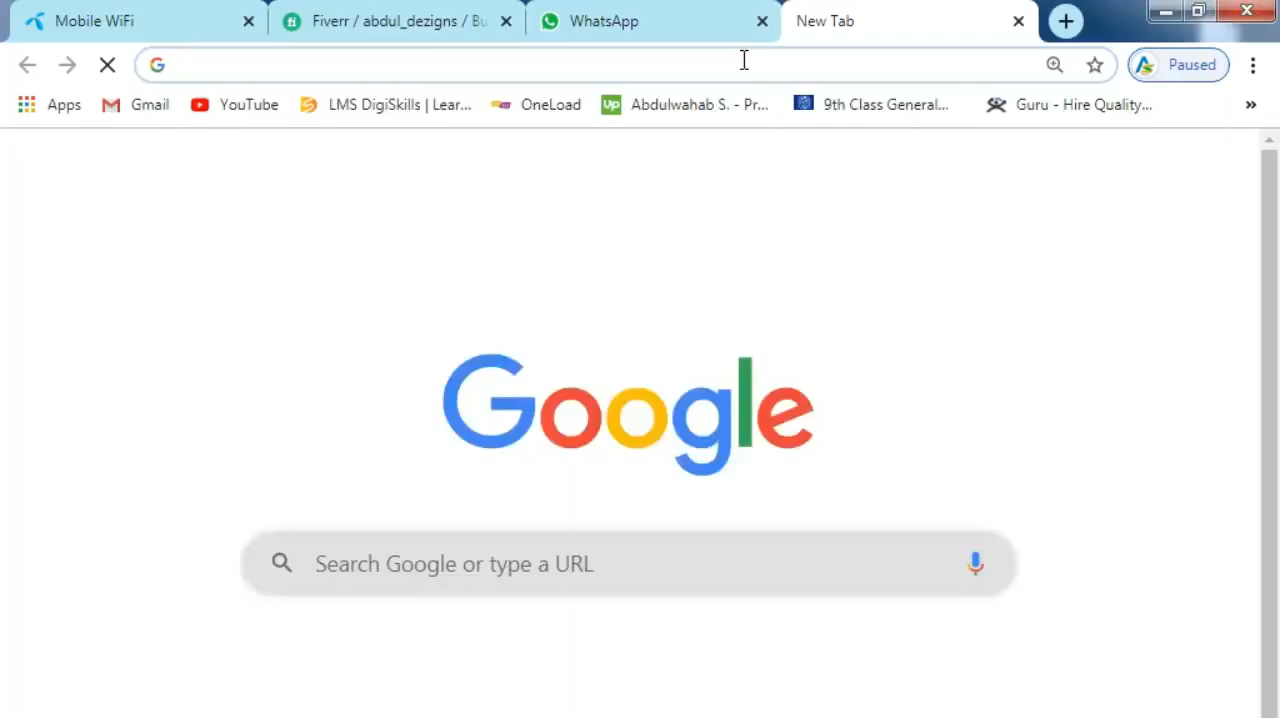 Mobile WiFi
Fiverr / abdul_dezigns / Bu
WhatsApp
New Tab
Paused
Apps
Gmail
YouTube
LMS DigiSkills | Lear...
OneLoad
Up Abdulwahab S. - Pr...
9th Class General...
Guru - Hire Quality,...
Google
Search Google or type a URL